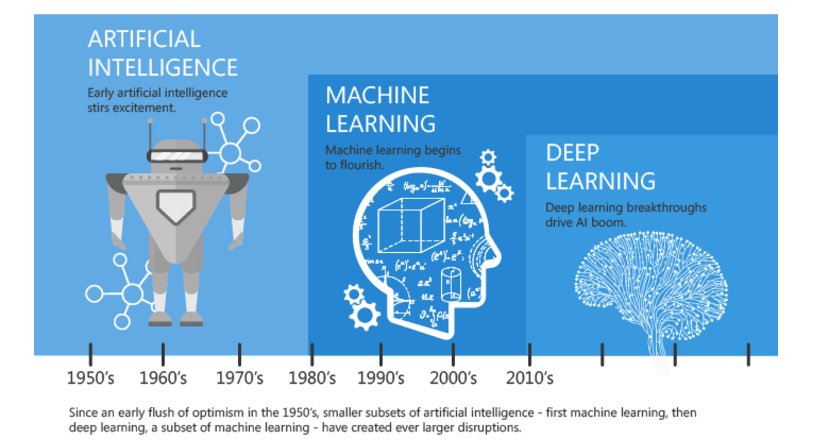 ARTIFICIAL
INTELLIGENCE
Early artificial intelligence
stirs excitement.
MACHINE
LEARNING
Machine learning begins
to flourish.
DEEP
LEARNING
Deep learning breakthroughs
drive AI boom.
1950's 1960's 1970's 1980's 1990's 2000's 2010's
Since an early flush of optimism in the 1950's, smaller subsets of artificial intelligence - first machine learning, then
deep learning, a subset of machine learning - have created ever larger disruptions.